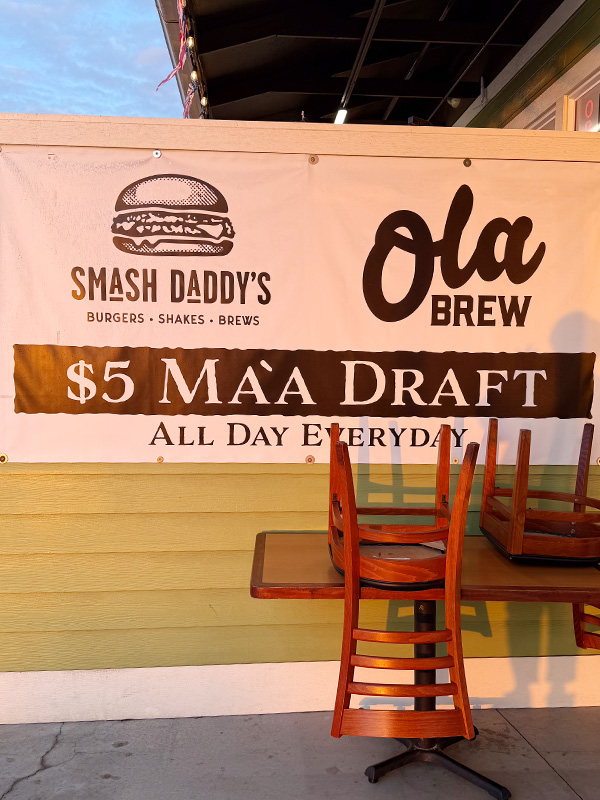 SMASH DADDY'S
BURGERS • SHAKES • BREWS
Ola
BREW
$5 MA`A DRAFT
ALL DAY EVERYDAY